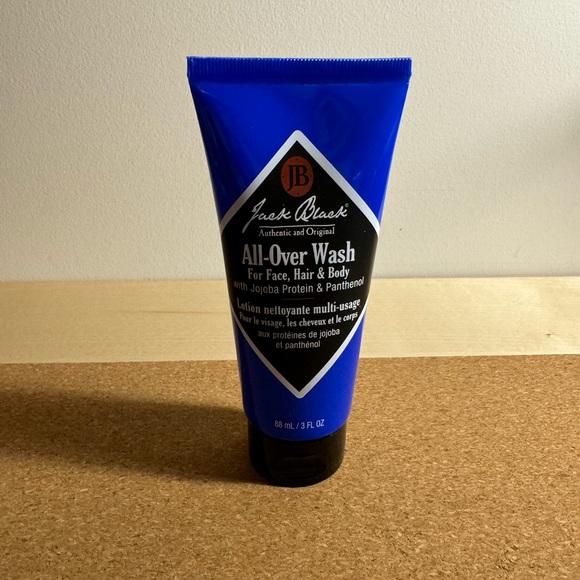 JB
Jack Black®
Authentic and Original
All-Over Wash
For Face, Hair & Body
with Jojoba Protein & Panthenol
Lotion nettoyante multi-usage
Pour le visage, les cheveux et le corps
aux protéines de jojoba
et panthénol
88 mL / 3 FL OZ